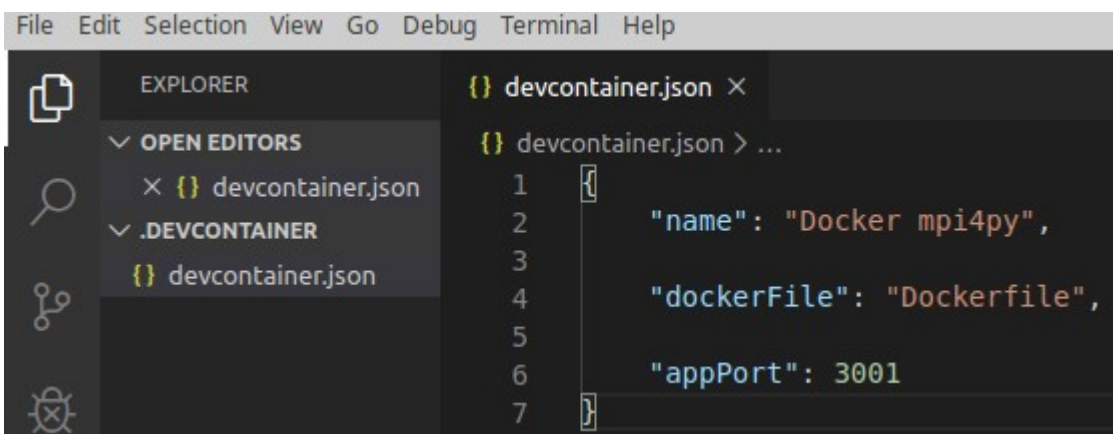 File Edit Selection View Go Debug Terminal Help
EXPLORER
OPEN EDITORS
{} devcontainer.json
.DEVCONTAINER
{} devcontainer.json
{} devcontainer.json ×
{} devcontainer.json > ...
1 {
2 "name": "Docker mpi4py",
3
4 "dockerFile": "Dockerfile",
5
6 "appPort": 3001
7 }